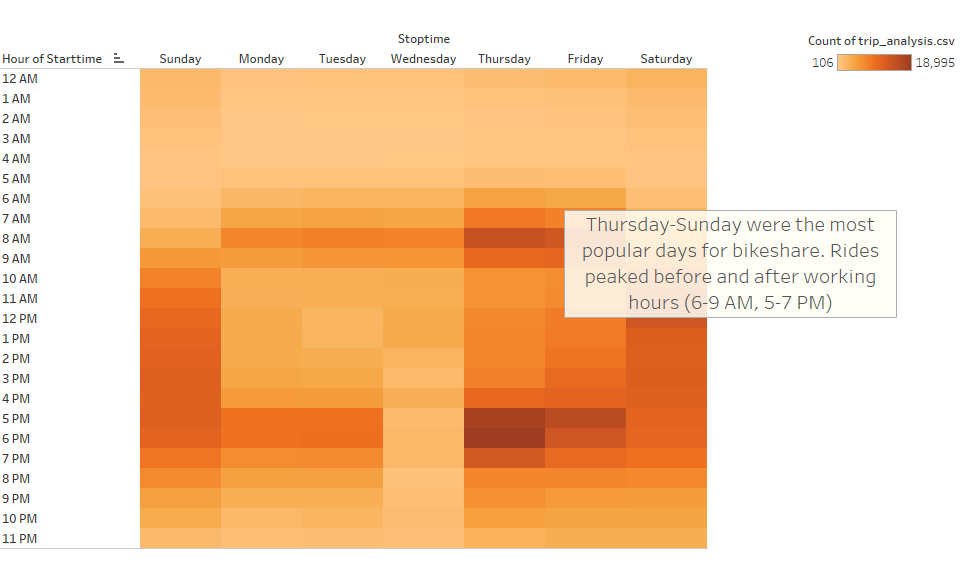 Stoptime
Count of trip_analysis.csv
Hour of Starttime Sunday Monday Tuesday Wednesday Thursday Friday Saturday
106 18,995
12 AM
1 AM
2 AM
3 AM
4 AM
5 AM
6 AM
7 AM
8 AM
9 AM
10 AM
11 AM
12 PM
1 PM
2 PM
3 PM
4 PM
5 PM
6 PM
7 PM
8 PM
9 PM
10 PM
11 PM
Thursday-Sunday were the most
popular days for bikeshare. Rides
peaked before and after working
hours (6-9 AM, 5-7 PM)